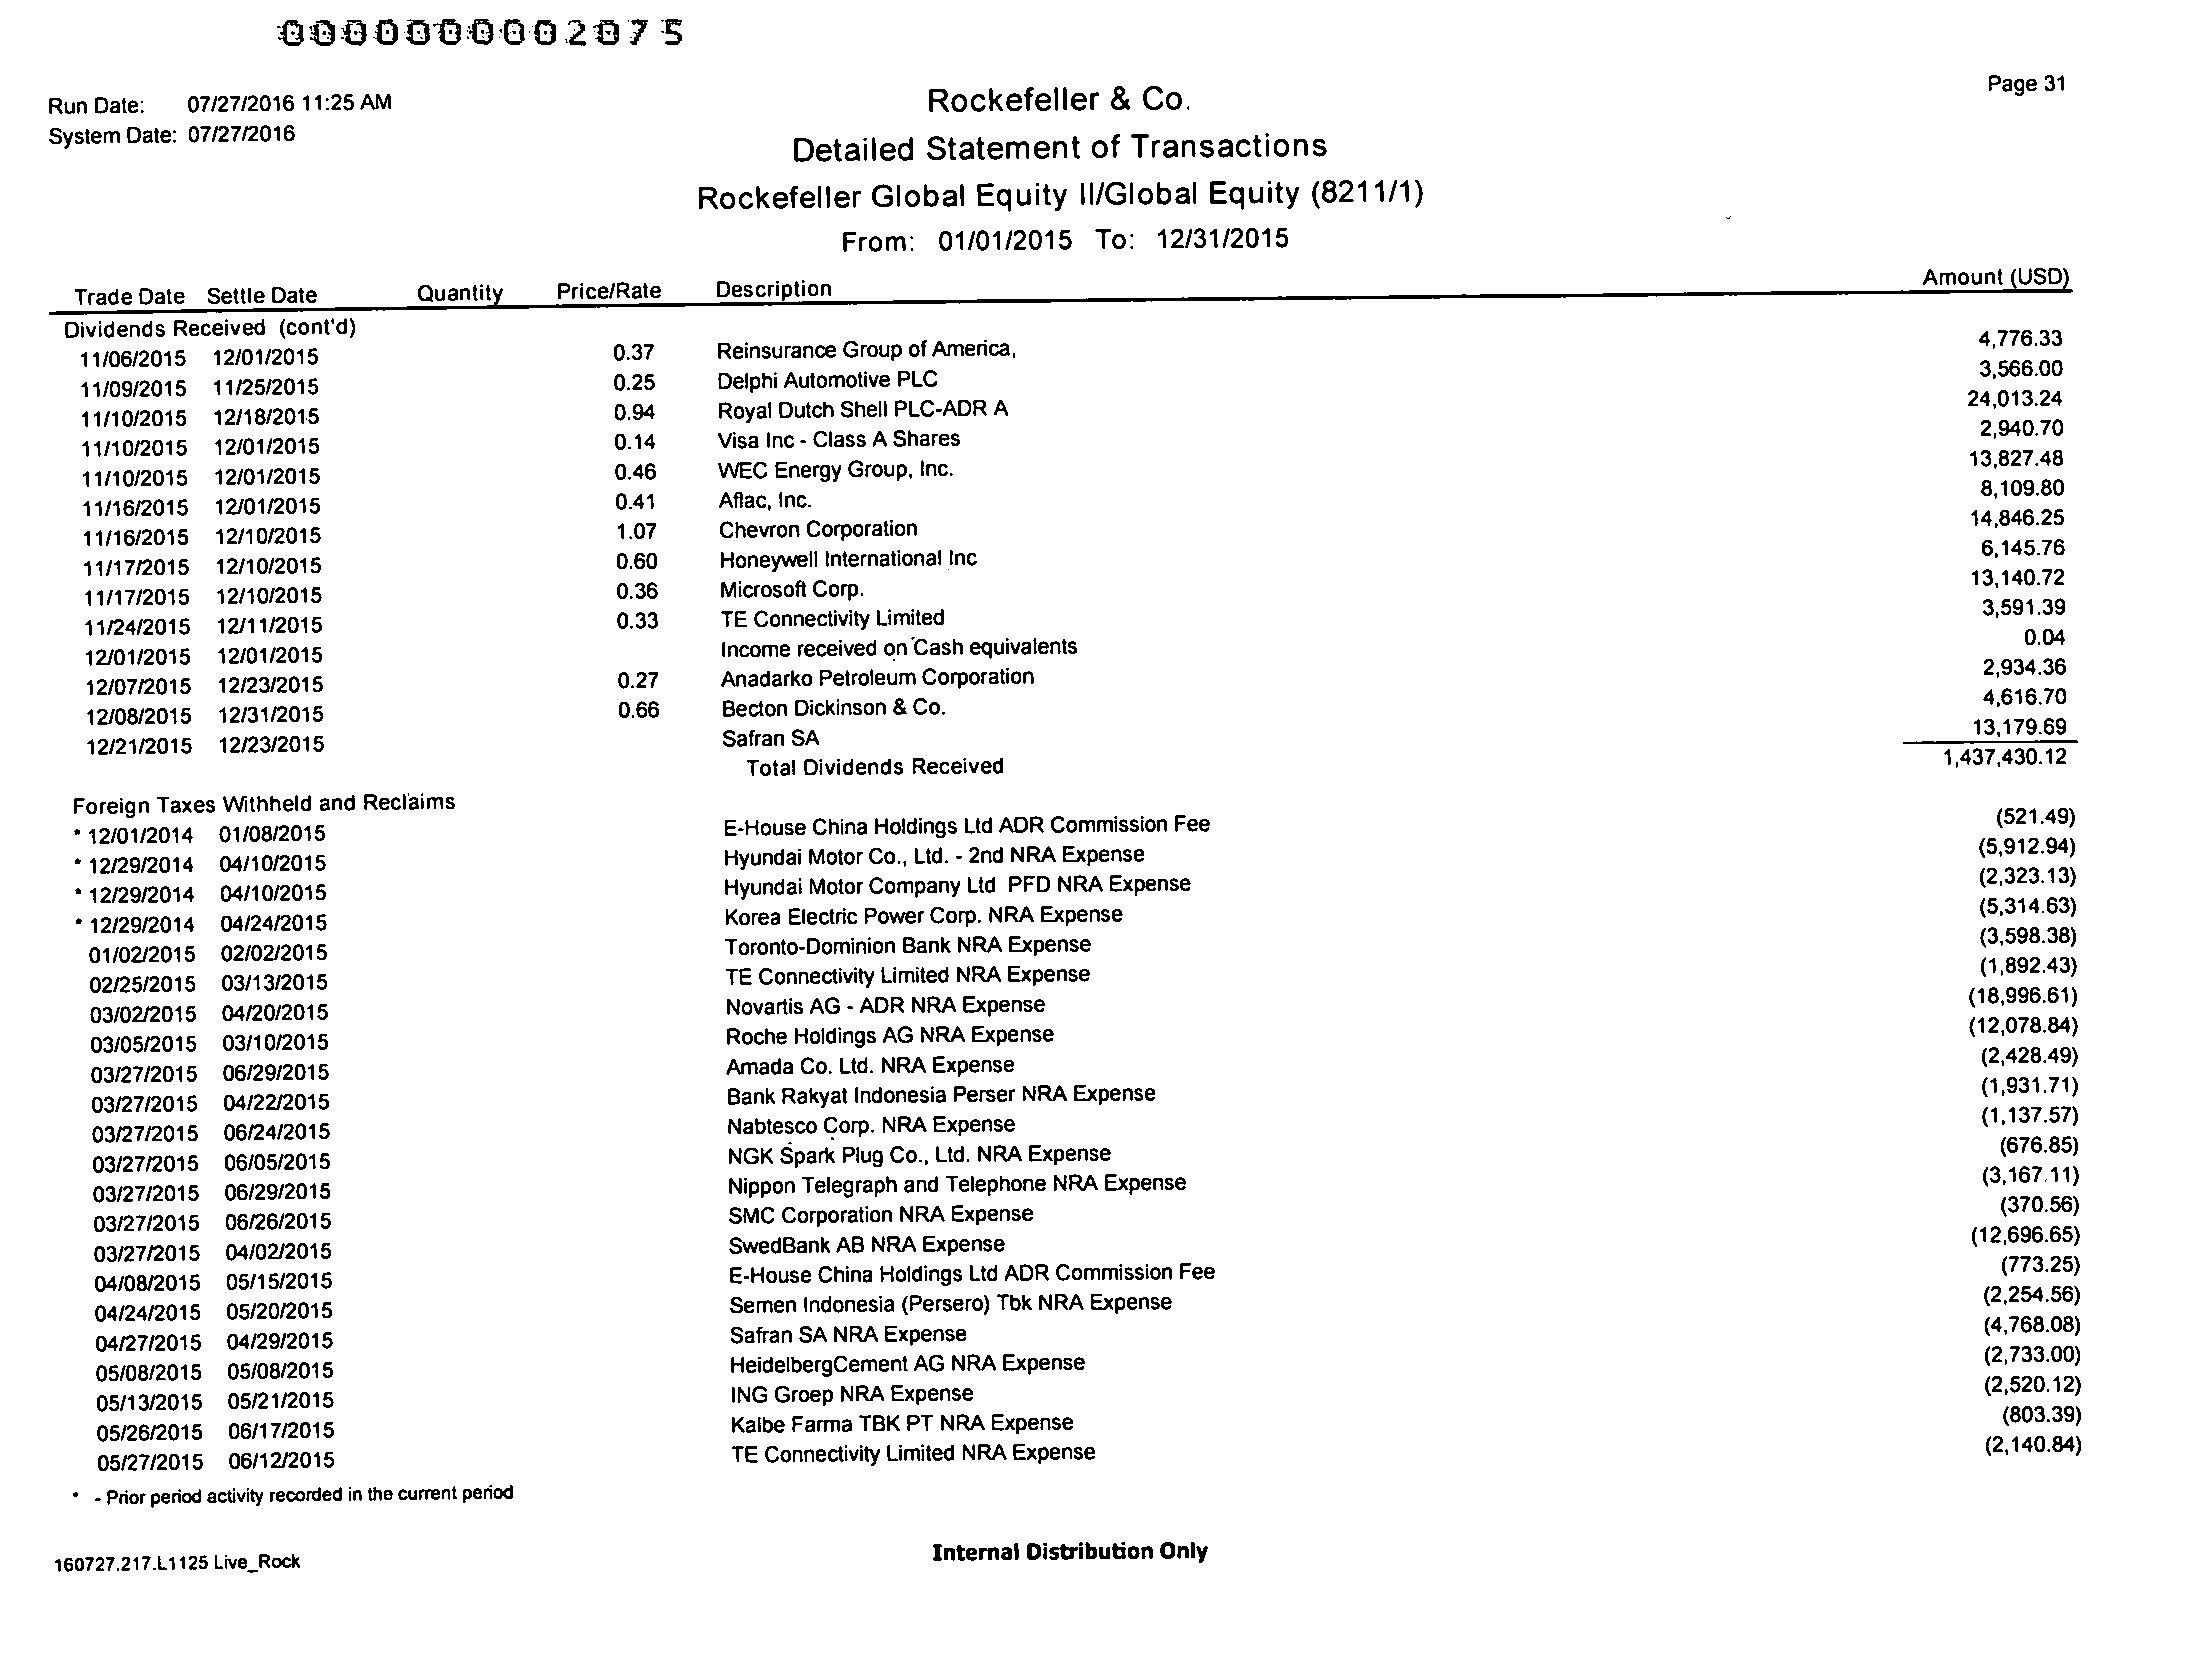 000000002075
Page 31
Run Date: 07/27/2016 11:25 AM
System Date: 07/27/2016
Rockefeller & Co.
Detailed Statement of Transactions
Rockefeller Global Equity II/Global Equity (8211/1)
From: 01/01/2015 To: 12/31/2015
Trade Date Settle Date Quantity Price/Rate Description Amount (USD)
Dividends Received (cont'd)
11/06/2015 12/01/2015 0.37 Reinsurance Group of America, 4,776.33
11/09/2015 11/25/2015 0.25 Delphi Automotive PLC 3,566.00
11/10/2015 12/18/2015 0.94 Royal Dutch Shell PLC-ADR A 24,013.24
11/10/2015 12/01/2015 0.14 Visa Inc - Class A Shares 2,940.70
11/10/2015 12/01/2015 0.46 WEC Energy Group, Inc. 13,827.48
11/16/2015 12/01/2015 0.41 Aflac, Inc. 8,109.80
11/16/2015 12/10/2015 1.07 Chevron Corporation 14,846.25
11/17/2015 12/10/2015 0.60 Honeywell International Inc 6,145.76
11/17/2015 12/10/2015 0.36 Microsoft Corp. 13,140.72
11/24/2015 12/11/2015 0.33 TE Connectivity Limited 3,591.39
12/01/2015 12/01/2015 Income received on Cash equivalents 0.04
12/07/2015 12/23/2015 0.27 Anadarko Petroleum Corporation 2,934.36
12/08/2015 12/31/2015 0.66 Becton Dickinson & Co. 4,616.70
12/21/2015 12/23/2015 Safran SA 13,179.69
Total Dividends Received 1,437,430.12
Foreign Taxes Withheld and Reclaims
* 12/01/2014 01/08/2015 E-House China Holdings Ltd ADR Commission Fee (521.49)
* 12/29/2014 04/10/2015 Hyundai Motor Co., Ltd. - 2nd NRA Expense (5,912.94)
* 12/29/2014 04/10/2015 Hyundai Motor Company Ltd PFD NRA Expense (2,323.13)
* 12/29/2014 04/24/2015 Korea Electric Power Corp. NRA Expense (5,314.63)
01/02/2015 02/02/2015 Toronto-Dominion Bank NRA Expense (3,598.38)
02/25/2015 03/13/2015 TE Connectivity Limited NRA Expense (1,892.43)
03/02/2015 04/20/2015 Novartis AG - ADR NRA Expense (18,996.61)
03/05/2015 03/10/2015 Roche Holdings AG NRA Expense (12,078.84)
03/27/2015 06/29/2015 Amada Co. Ltd. NRA Expense (2,428.49)
03/27/2015 04/22/2015 Bank Rakyat Indonesia Perser NRA Expense (1,931.71)
03/27/2015 06/24/2015 Nabtesco Corp. NRA Expense (1,137.57)
03/27/2015 06/05/2015 NGK Spark Plug Co., Ltd. NRA Expense (676.85)
03/27/2015 06/29/2015 Nippon Telegraph and Telephone NRA Expense (3,167.11)
03/27/2015 06/26/2015 SMC Corporation NRA Expense (370.56)
03/27/2015 04/02/2015 SwedBank AB NRA Expense (12,696.65)
04/08/2015 05/15/2015 E-House China Holdings Ltd ADR Commission Fee (773.25)
04/24/2015 05/20/2015 Semen Indonesia (Persero) Tbk NRA Expense (2,254.56)
04/27/2015 04/29/2015 Safran SA NRA Expense (4,768.08)
05/08/2015 05/08/2015 HeidelbergCement AG NRA Expense (2,733.00)
05/13/2015 05/21/2015 ING Groep NRA Expense (2,520.12)
05/26/2015 06/17/2015 Kalbe Farma TBK PT NRA Expense (803.39)
05/27/2015 06/12/2015 TE Connectivity Limited NRA Expense (2,140.84)
* - Prior period activity recorded in the current period
160727.217.L1125 Live_Rock
Internal Distribution Only